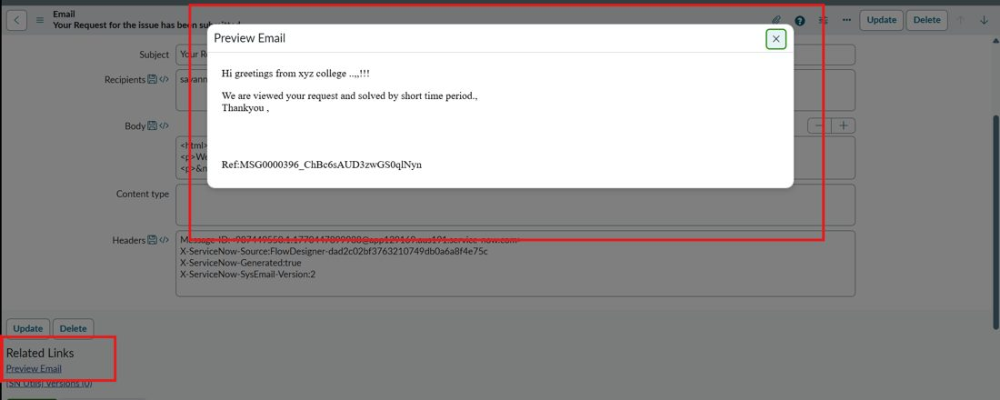 Email
Your Request for the issue has been submitted
Update
Delete
Preview Email
Subject
Your R
Recipients
savann
Hi greetings from xyz college ..,,!!!
We are viewed your request and solved by short time period.,
Thankyou ,
Ref:MSG0000396_ChBc6sAUD3zwGS0qlNyn
Body
<html>
<p>We
<p>&n
Content type
Headers
X-ServiceNow-Source:FlowDesigner-dad2c02bf3763210749db0a6a8f4e75c
X-ServiceNow-Generated:true
X-ServiceNow-SysEmail-Version:2
Update
Delete
Related Links
Preview Email
[SN Utils] Versions (0)